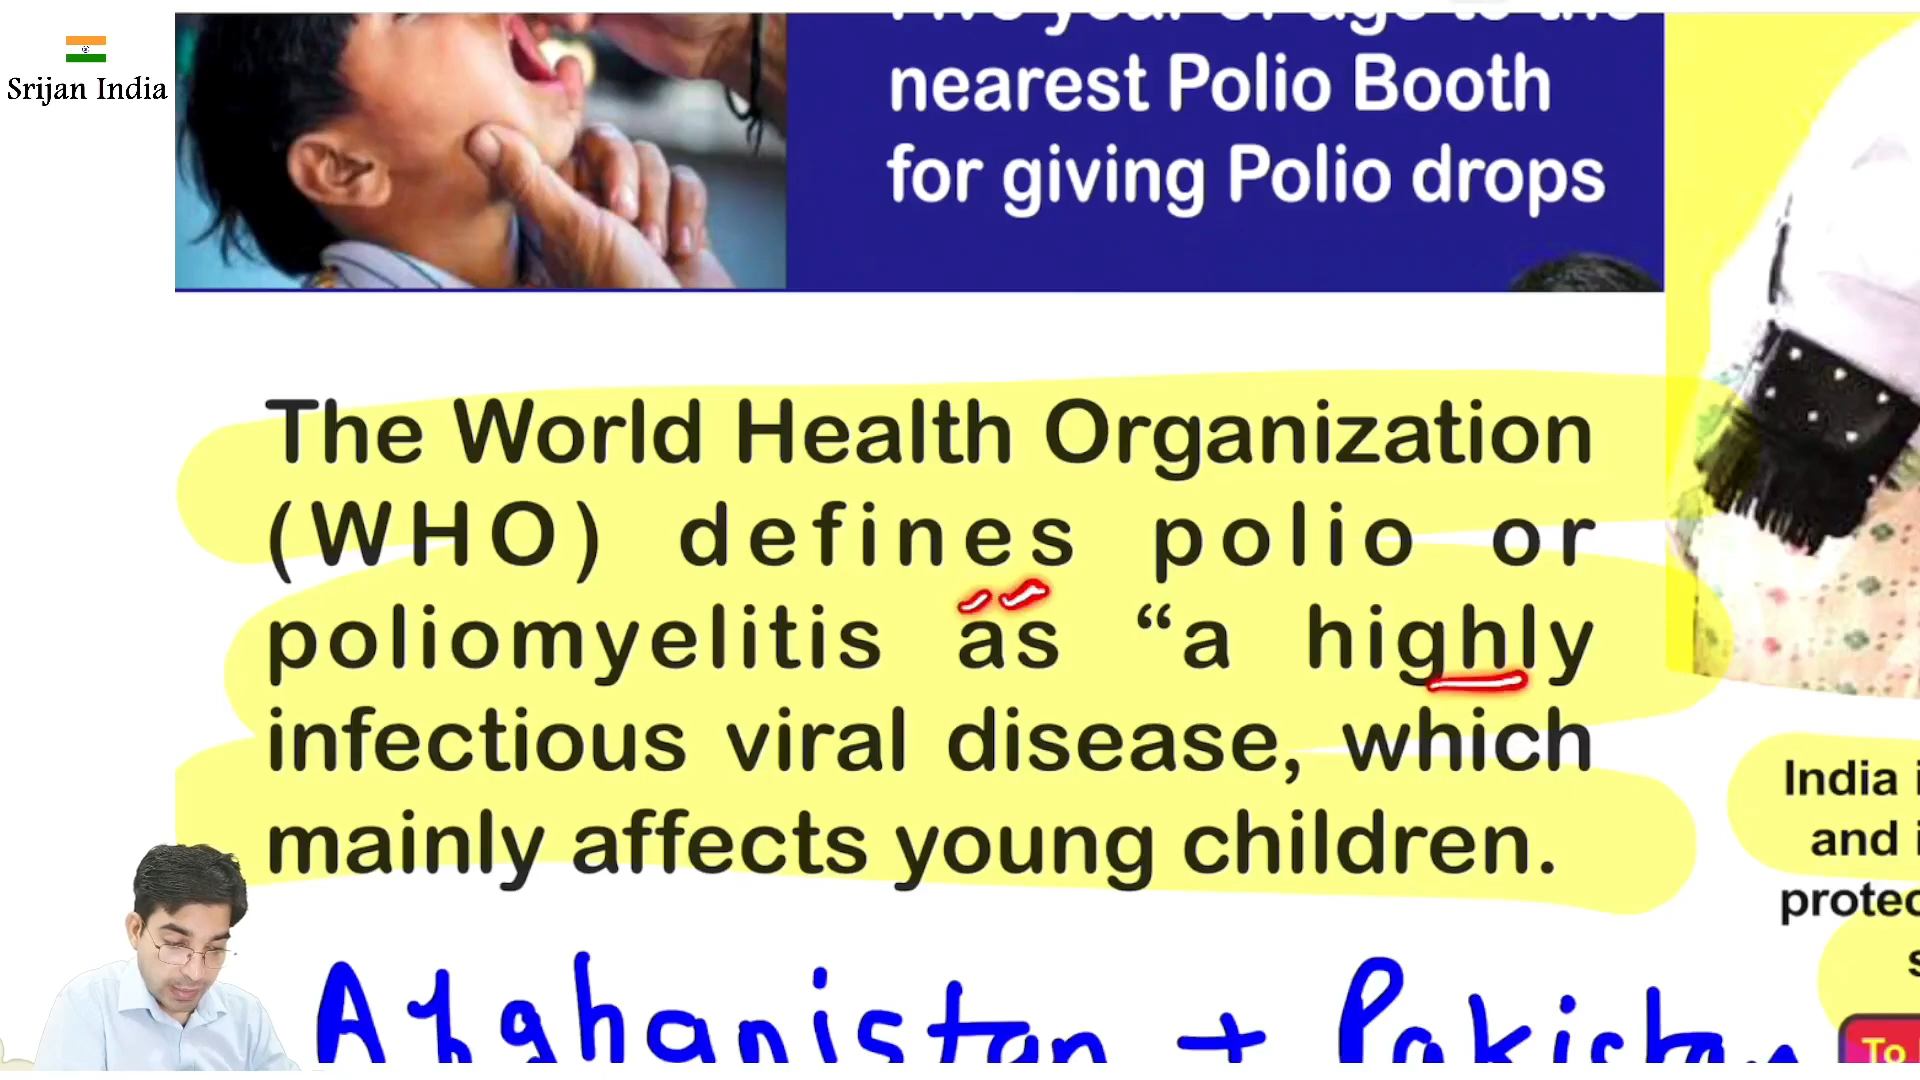 Srijan India
nearest Polio Booth
for giving Polio drops
The World Health Organization
(WHO) defines polio or
poliomyelitis as “a highly
infectious viral disease, which
mainly affects young children.
India
and
Afghanistan + Pakistan
To